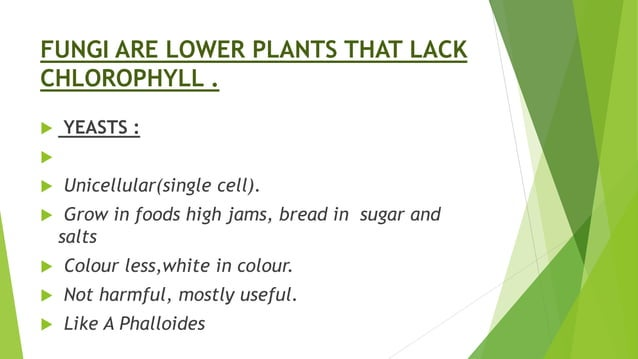 FUNGI ARE LOWER PLANTS THAT LACK
CHLOROPHYLL .
YEASTS :
Unicellular(single cell).
Grow in foods high jams, bread in sugar and
salts
Colour less,white in colour.
Not harmful, mostly useful.
Like A Phalloides